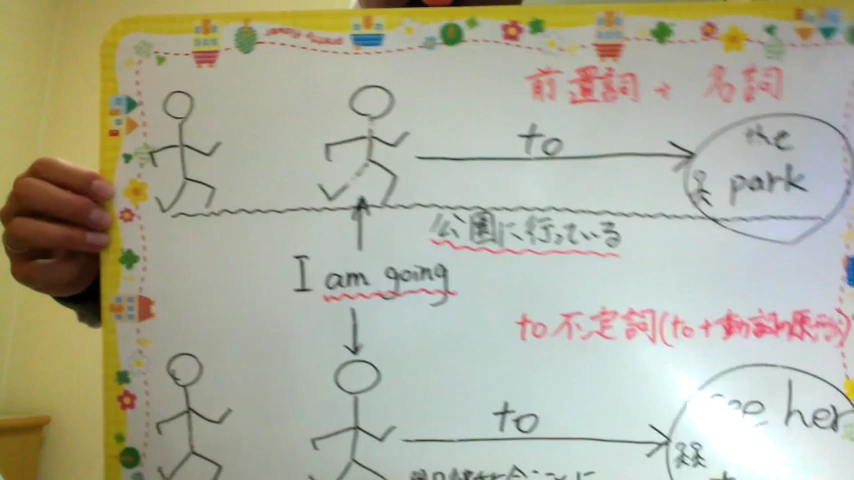 前置詞 + 名詞
to
the
park
公園に行っている
I am going
to不定詞(to+動詞の原形)
to
see her